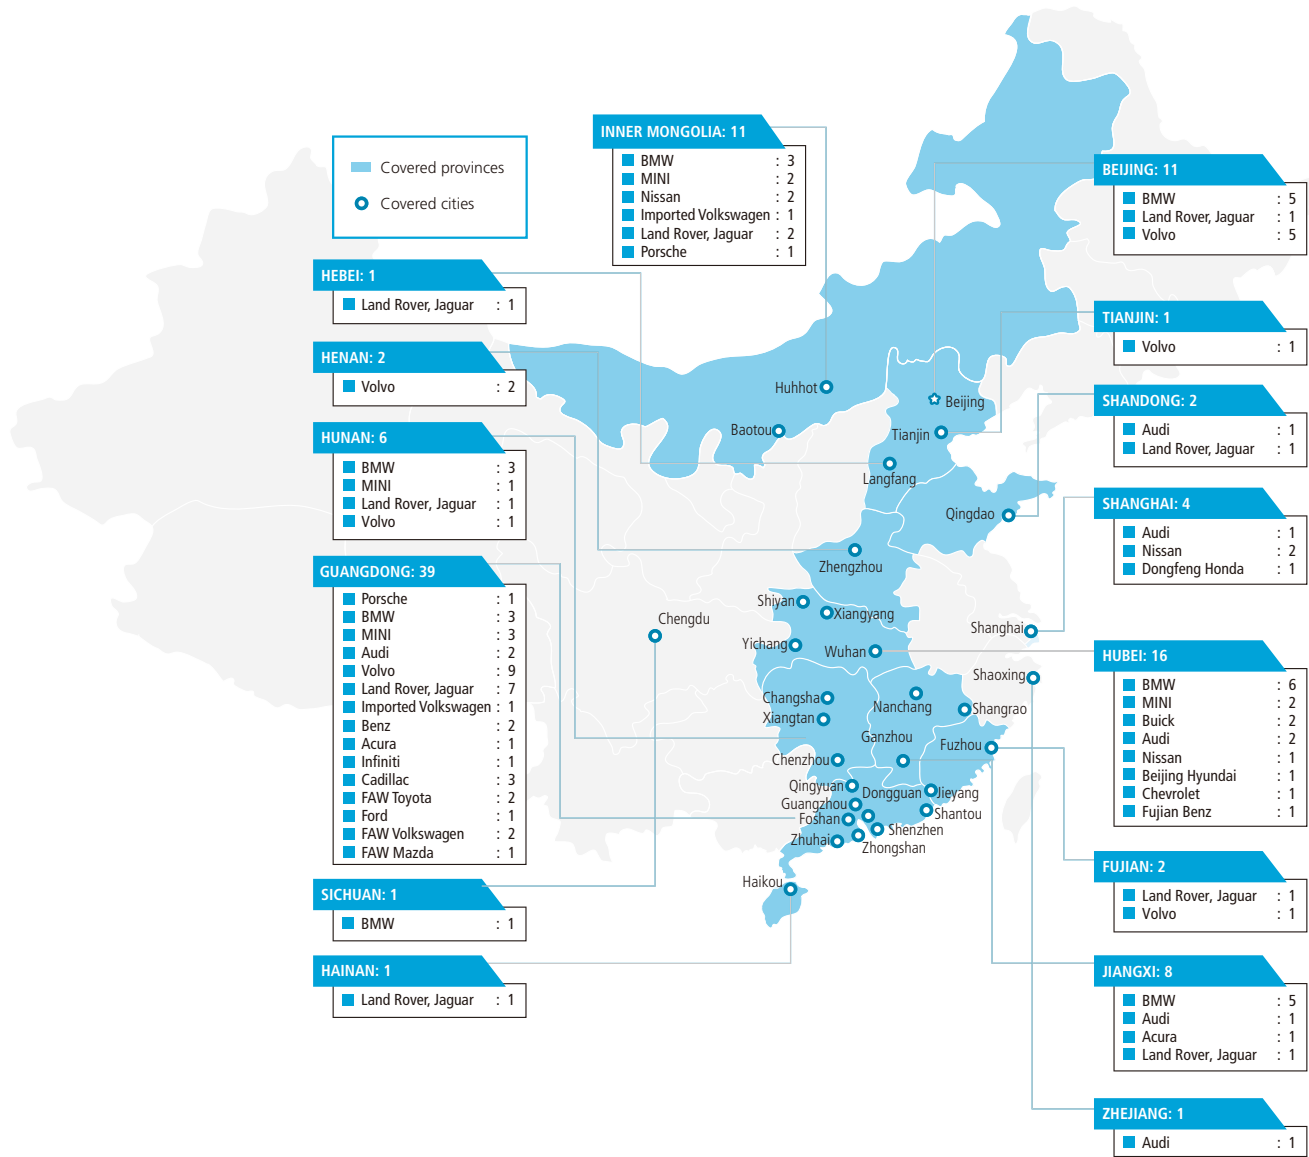 Covered provinces
Covered cities
INNER MONGOLIA: 11
BMW : 3
MINI : 2
Nissan : 2
Imported Volkswagen : 1
Land Rover, Jaguar : 2
Porsche : 1
HEBEI: 1
Land Rover, Jaguar : 1
HENAN: 2
Volvo : 2
HUNAN: 6
BMW : 3
MINI : 1
Land Rover, Jaguar : 1
Volvo : 1
GUANGDONG: 39
Porsche : 1
BMW : 3
MINI : 3
Audi : 2
Volvo : 9
Land Rover, Jaguar : 7
Imported Volkswagen : 1
Benz : 2
Acura : 1
Infiniti : 1
Cadillac : 3
FAW Toyota : 2
Ford : 1
FAW Volkswagen : 2
FAW Mazda : 1
SICHUAN: 1
BMW : 1
HAINAN: 1
Land Rover, Jaguar : 1
Huhhot
Beijing
Baotou
Tianjin
Langfang
Qingdao
Zhengzhou
Shiyan
Xiangyang
Chengdu
Shanghai
Yichang
Wuhan
Shaoxing
Changsha
Nanchang
Shangrao
Xiangtan
Ganzhou
Fuzhou
Chenzhou
Qingyuan
Dongguan
Jieyang
Guangzhou
Shantou
Foshan
Shenzhen
Zhuhai
Zhongshan
Haikou
BEIJING: 11
BMW : 5
Land Rover, Jaguar : 1
Volvo : 5
TIANJIN: 1
Volvo : 1
SHANDONG: 2
Audi : 1
Land Rover, Jaguar : 1
SHANGHAI: 4
Audi : 1
Nissan : 2
Dongfeng Honda : 1
HUBEI: 16
BMW : 6
MINI : 2
Buick : 2
Audi : 2
Nissan : 1
Beijing Hyundai : 1
Chevrolet : 1
Fujian Benz : 1
FUJIAN: 2
Land Rover, Jaguar : 1
Volvo : 1
JIANGXI: 8
BMW : 5
Audi : 1
Acura : 1
Land Rover, Jaguar : 1
ZHEJIANG: 1
Audi : 1